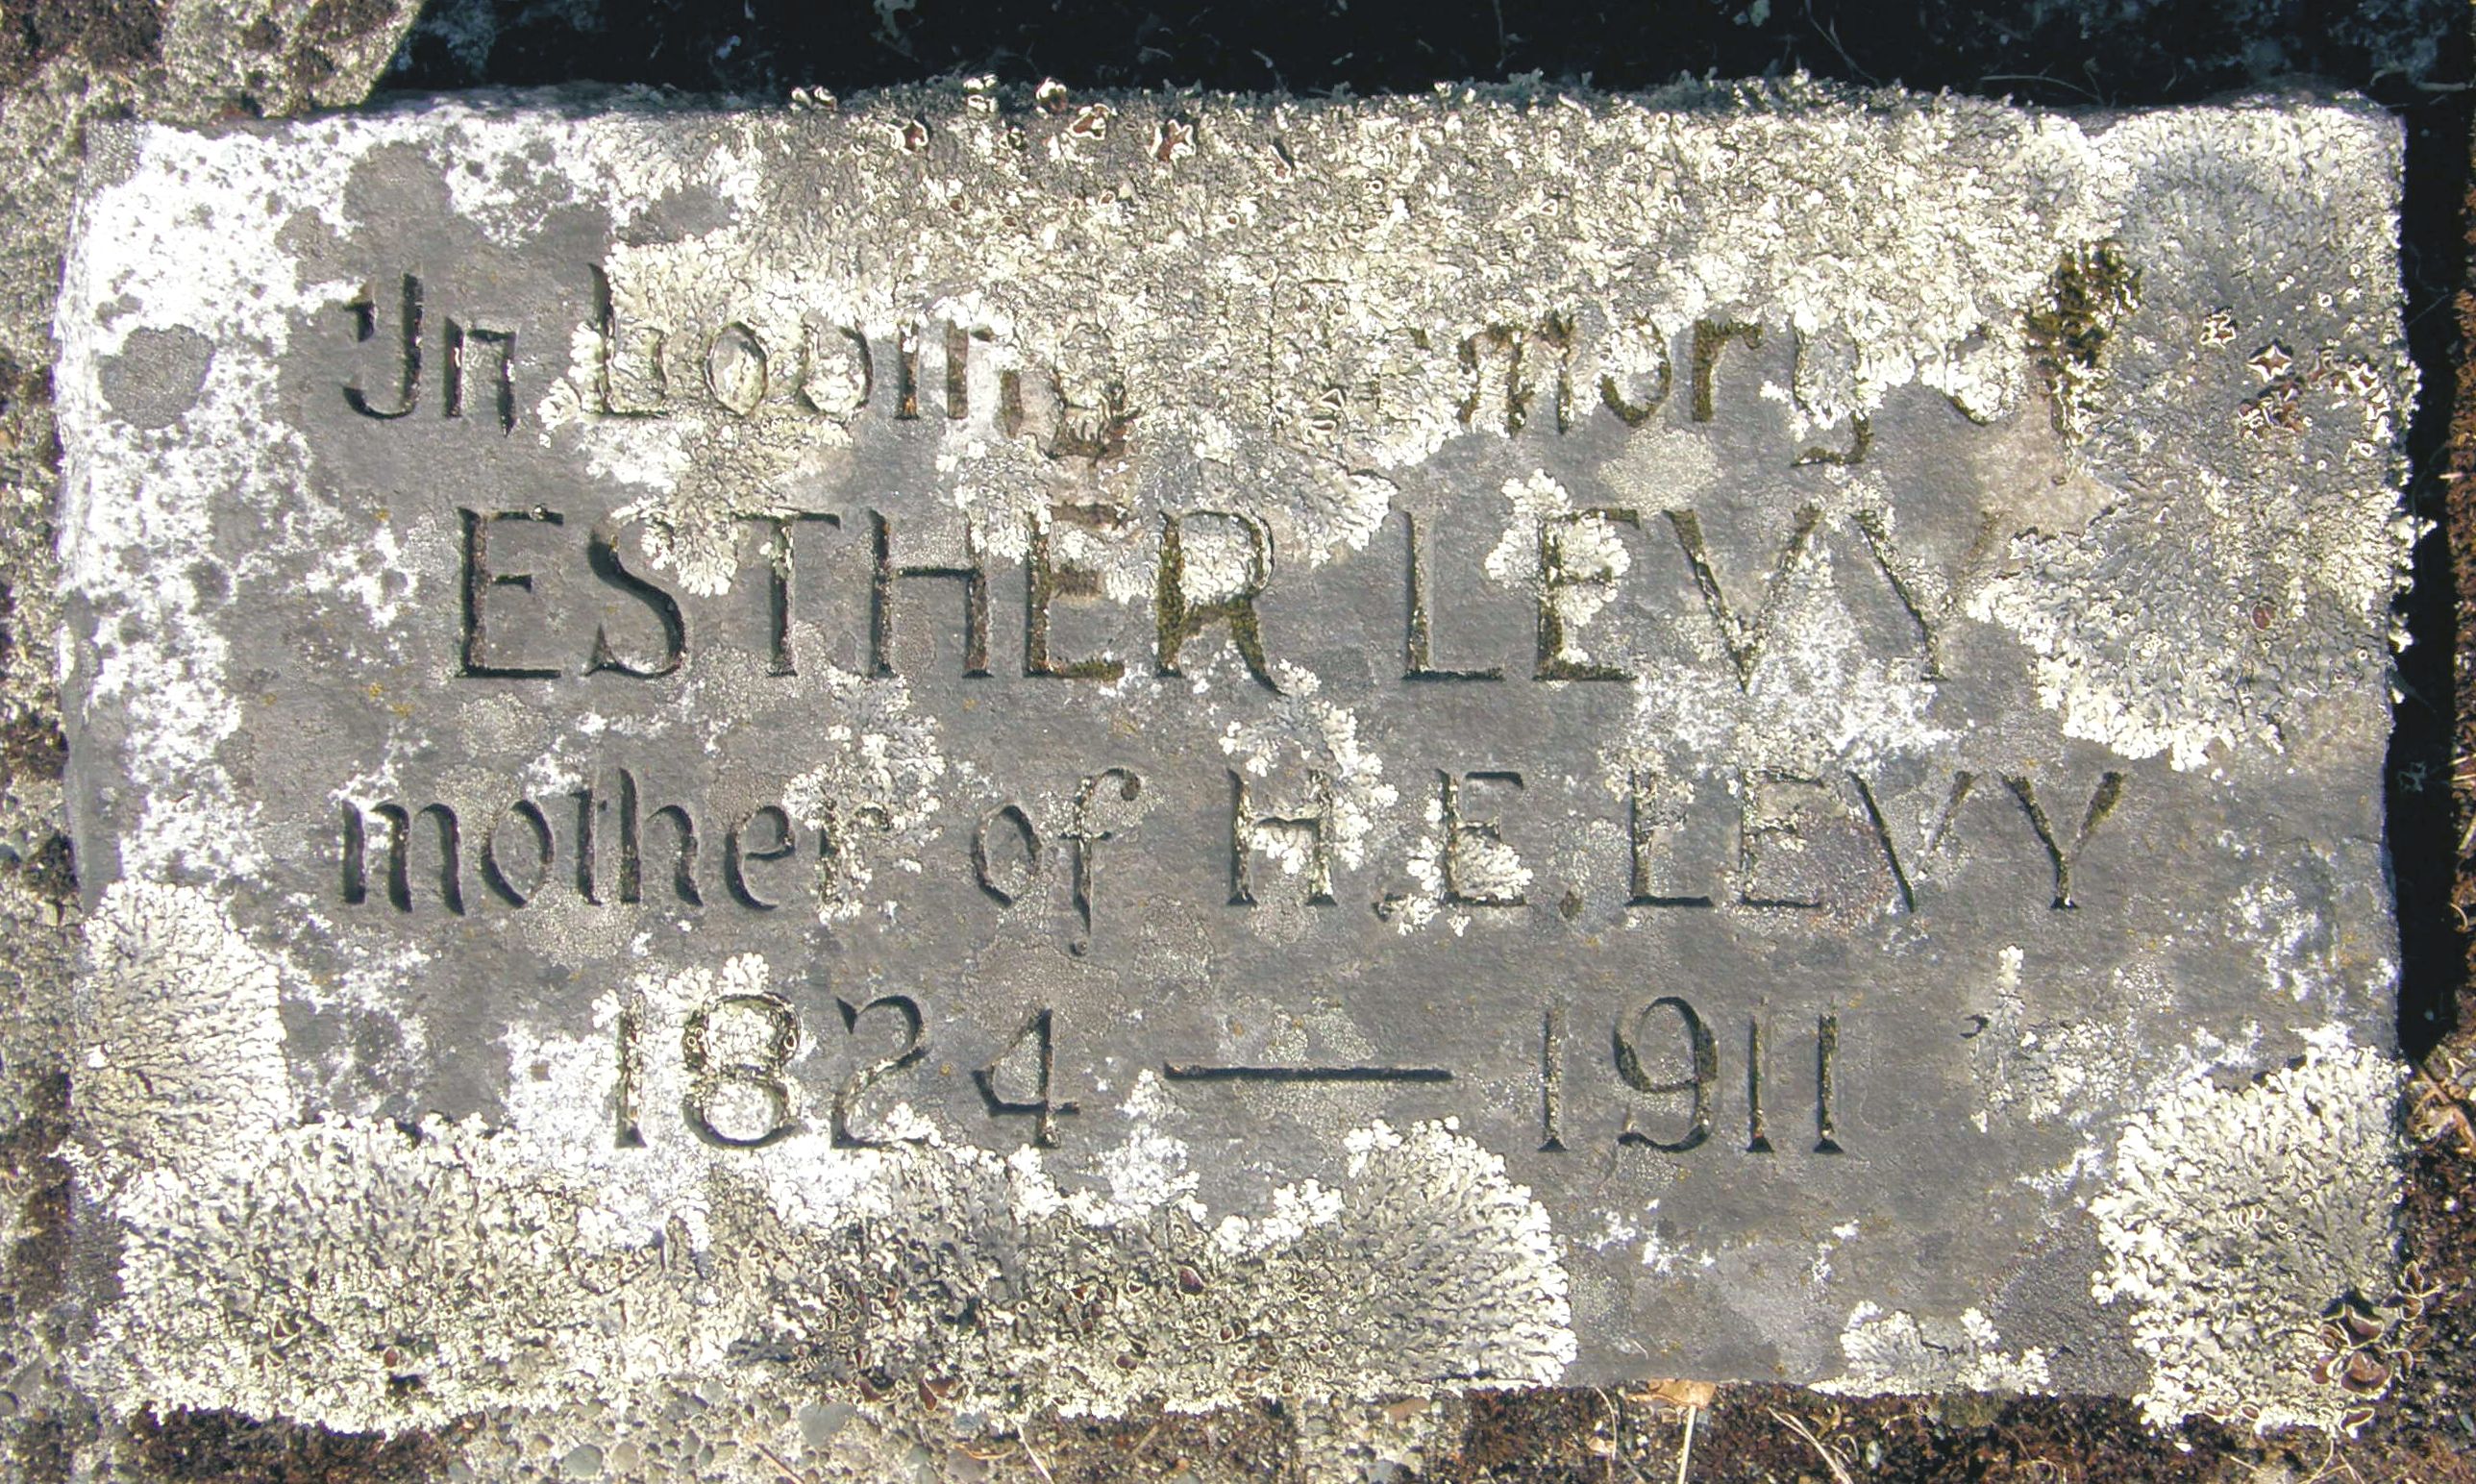 In Loving Memory of
ESTHER LEVY
mother of H.E. LEVY
1824 — 1911